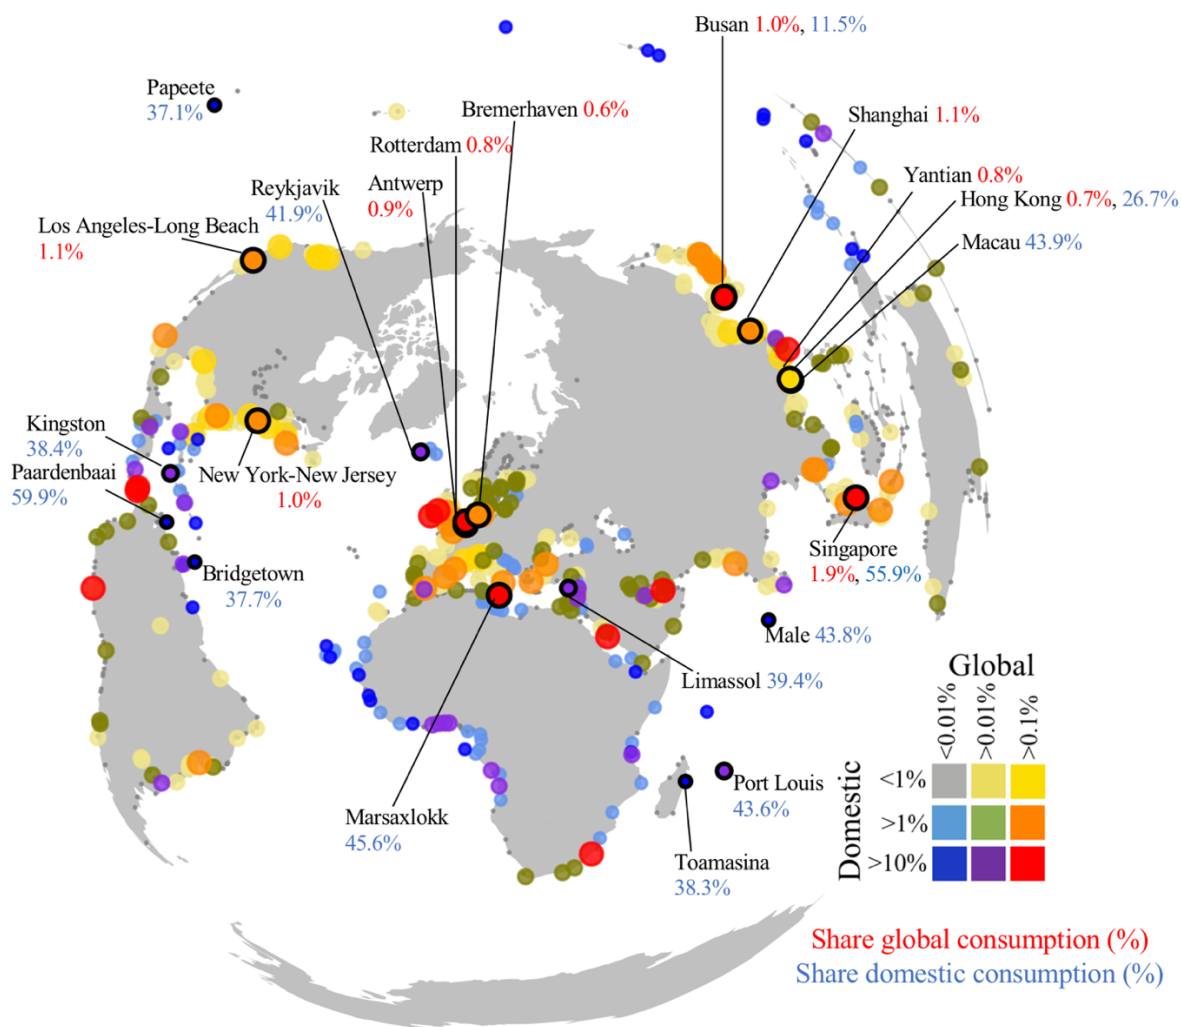 Busan 1.0%, 11.5%
Papeete
37.1%
Bremerhaven 0.6%
Shanghai 1.1%
Rotterdam 0.8%
Reykjavik
41.9%
Antwerp
0.9%
Yantian 0.8%
Hong Kong 0.7%, 26.7%
Los Angeles-Long Beach
1.1%
Macau 43.9%
Kingston
38.4%
Paardenbaai
59.9%
New York-New Jersey
1.0%
Singapore
1.9%, 55.9%
Bridgetown
37.7%
Male 43.8%
Limassol 39.4%
Port Louis
43.6%
Marsaxlokk
45.6%
Toamasina
38.3%
Global
<0.01%
>0.01%
>0.1%
Domestic
<1%
>1%
>10%
Share global consumption (%)
Share domestic consumption (%)